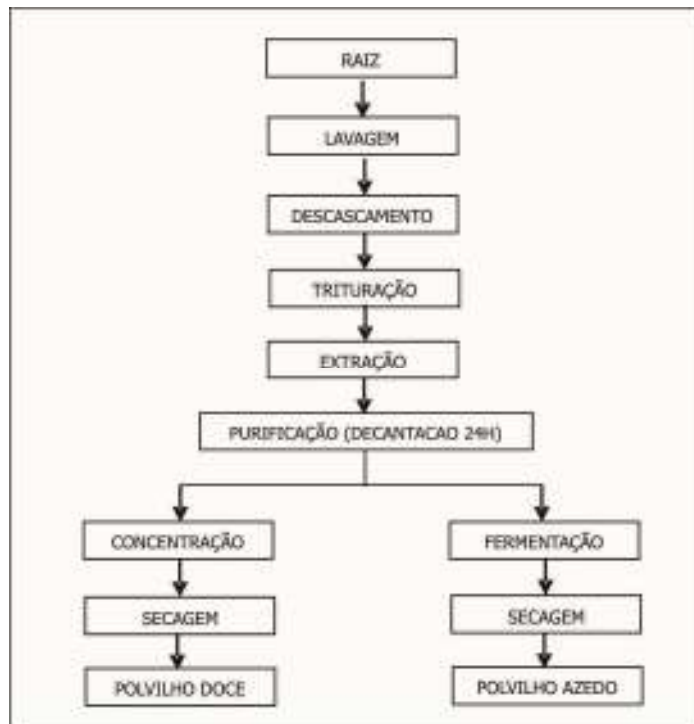 RAIZ
LAVAGEM
DESCASCAMENTO
TRITURAÇÃO
EXTRAÇÃO
PURIFICAÇÃO (DECANTACAO 24H)
CONCENTRAÇÃO
FERMENTAÇÃO
SECAGEM
SECAGEM
POLVILHO DOCE
POLVILHO AZEDO